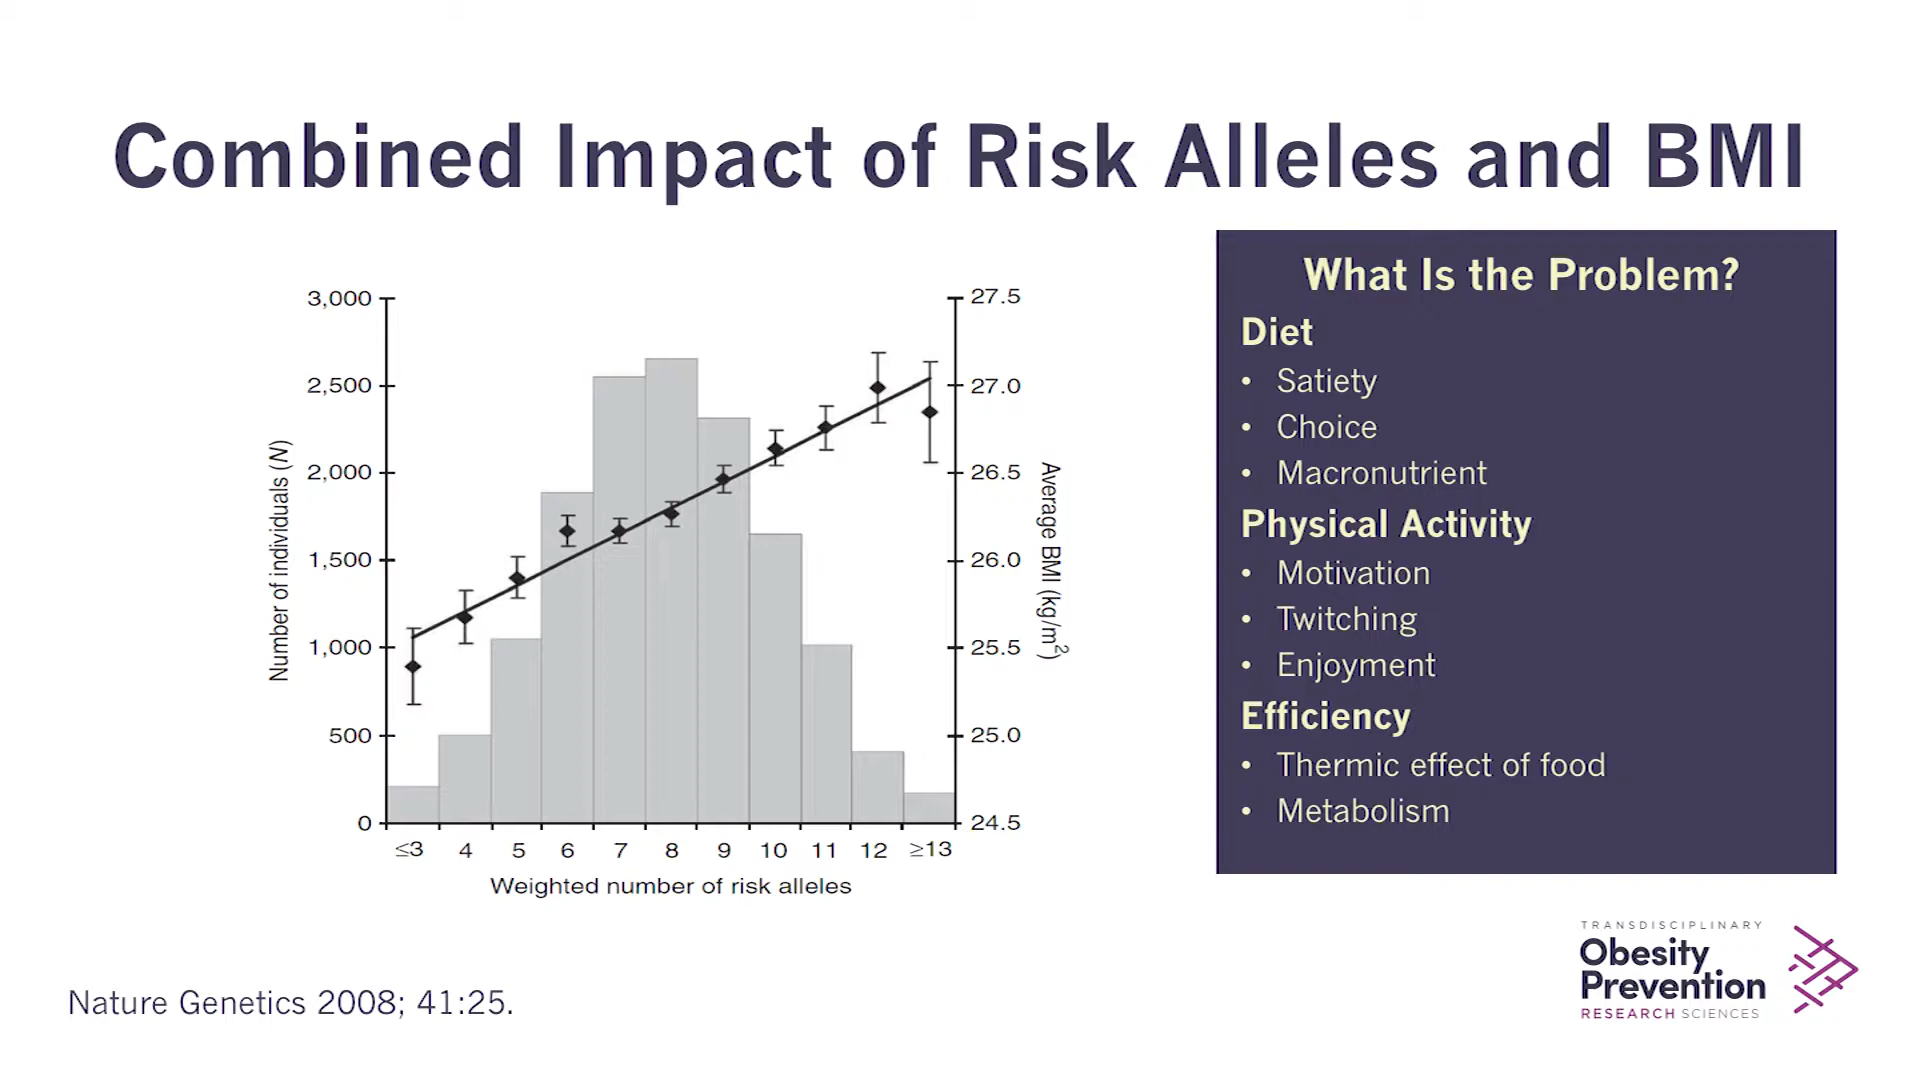 Combined Impact of Risk Alleles and BMI
3,000
2,500
2,000
1,500
1,000
500
0
Number of individuals (N)
27.5
27.0
26.5
26.0
25.5
25.0
24.5
Average BMI (kg/m²)
≤3 4 5 6 7 8 9 10 11 12 ≥13
Weighted number of risk alleles
What Is the Problem?
Diet
• Satiety
• Choice
• Macronutrient
Physical Activity
• Motivation
• Twitching
• Enjoyment
Efficiency
• Thermic effect of food
• Metabolism
Nature Genetics 2008; 41:25.
TRANSDISCIPLINARY
Obesity
Prevention
RESEARCH SCIENCES